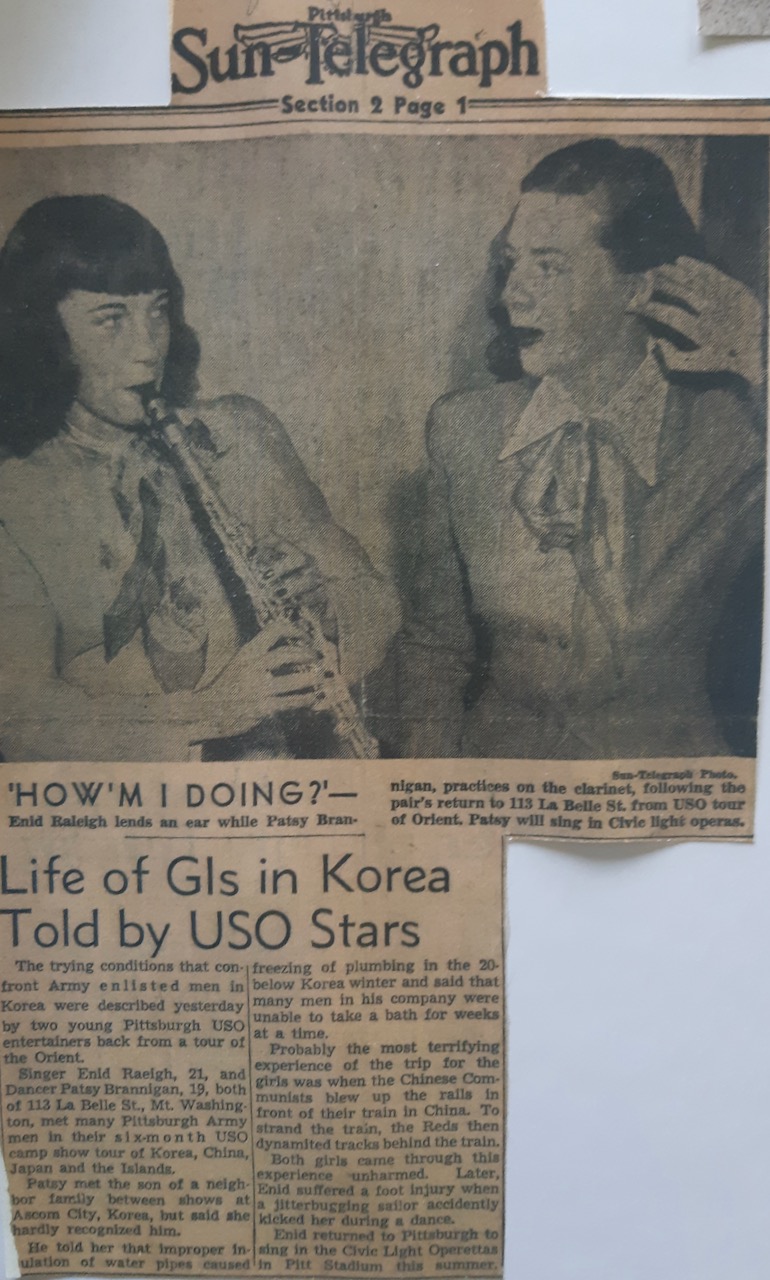 Pittsburgh
Sun-Telegraph
Section 2 Page 1
Sun-Telegraph Photo.
'HOW'M I DOING?'—
Enid Raleigh lends an ear while Patsy Bran-
nigan, practices on the clarinet, following the
pair's return to 113 La Belle St. from USO tour
of Orient. Patsy will sing in Civic light operas.
Life of GIs in Korea
Told by USO Stars
The trying conditions that con-
front Army enlisted men in
Korea were described yesterday
by two young Pittsburgh USO
entertainers back from a tour of
the Orient.
Singer Enid Raeigh, 21, and
Dancer Patsy Brannigan, 19, both
of 113 La Belle St., Mt. Washing-
ton, met many Pittsburgh Army
men in their six-month USO
camp show tour of Korea, China,
Japan and the Islands.
Patsy met the son of a neigh-
bor family between shows at
Ascom City, Korea, but said she
hardly recognized him.
He told her that improper in-
sulation of water pipes caused
freezing of plumbing in the 20-
below Korea winter and said that
many men in his company were
unable to take a bath for weeks
at a time.
Probably the most terrifying
experience of the trip for the
girls was when the Chinese Com-
munists blew up the rails in
front of their train in China. To
strand the train, the Reds then
dynamited tracks behind the train.
Both girls came through this
experience unharmed. Later,
Enid suffered a foot injury when
a jitterbugging sailor accidently
kicked her during a dance.
Enid returned to Pittsburgh to
sing in the Civic Light Operettas
in Pitt Stadium this summer.